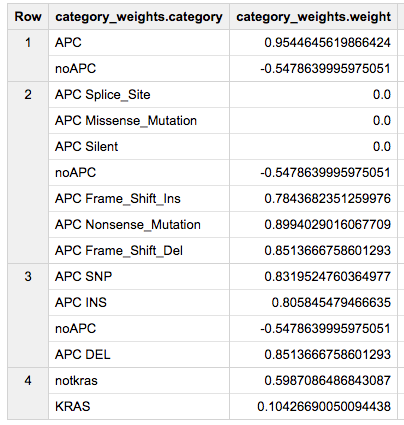 Row category_weights.category category_weights.weight
1 APC 0.9544645619866424
noAPC -0.5478639995975051
2 APC Splice_Site 0.0
APC Missense_Mutation 0.0
APC Silent 0.0
noAPC -0.5478639995975051
APC Frame_Shift_Ins 0.7843682351259976
APC Nonsense_Mutation 0.8994029016067709
APC Frame_Shift_Del 0.8513666758601293
3 APC SNP 0.8319524760364977
APC INS 0.805845479466635
noAPC -0.5478639995975051
APC DEL 0.8513666758601293
4 notkras 0.5987086486843087
KRAS 0.10426690050094438